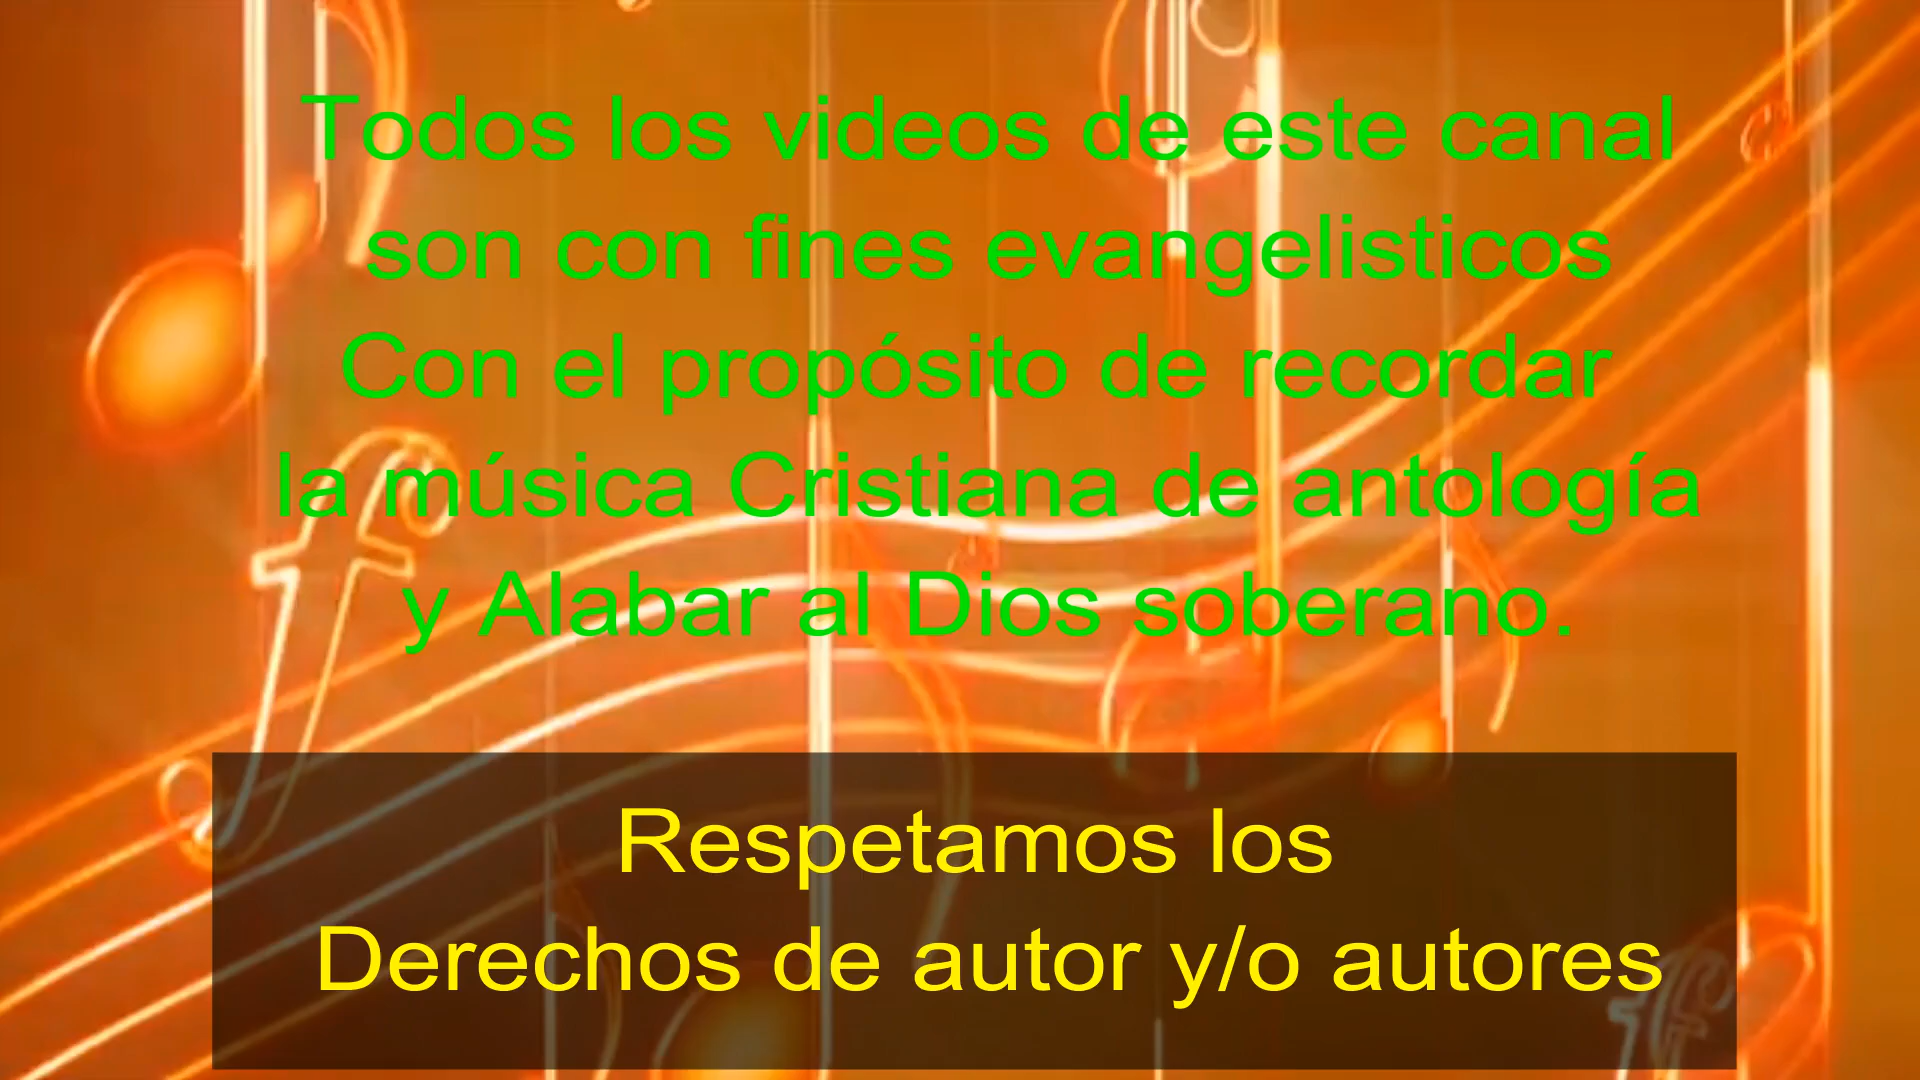 Todos los videos de este canal
son con fines evangelisticos
Con el propósito de recordar
la música Cristiana de antología
y Alabar al Dios soberano.
Respetamos los
Derechos de autor y/o autores